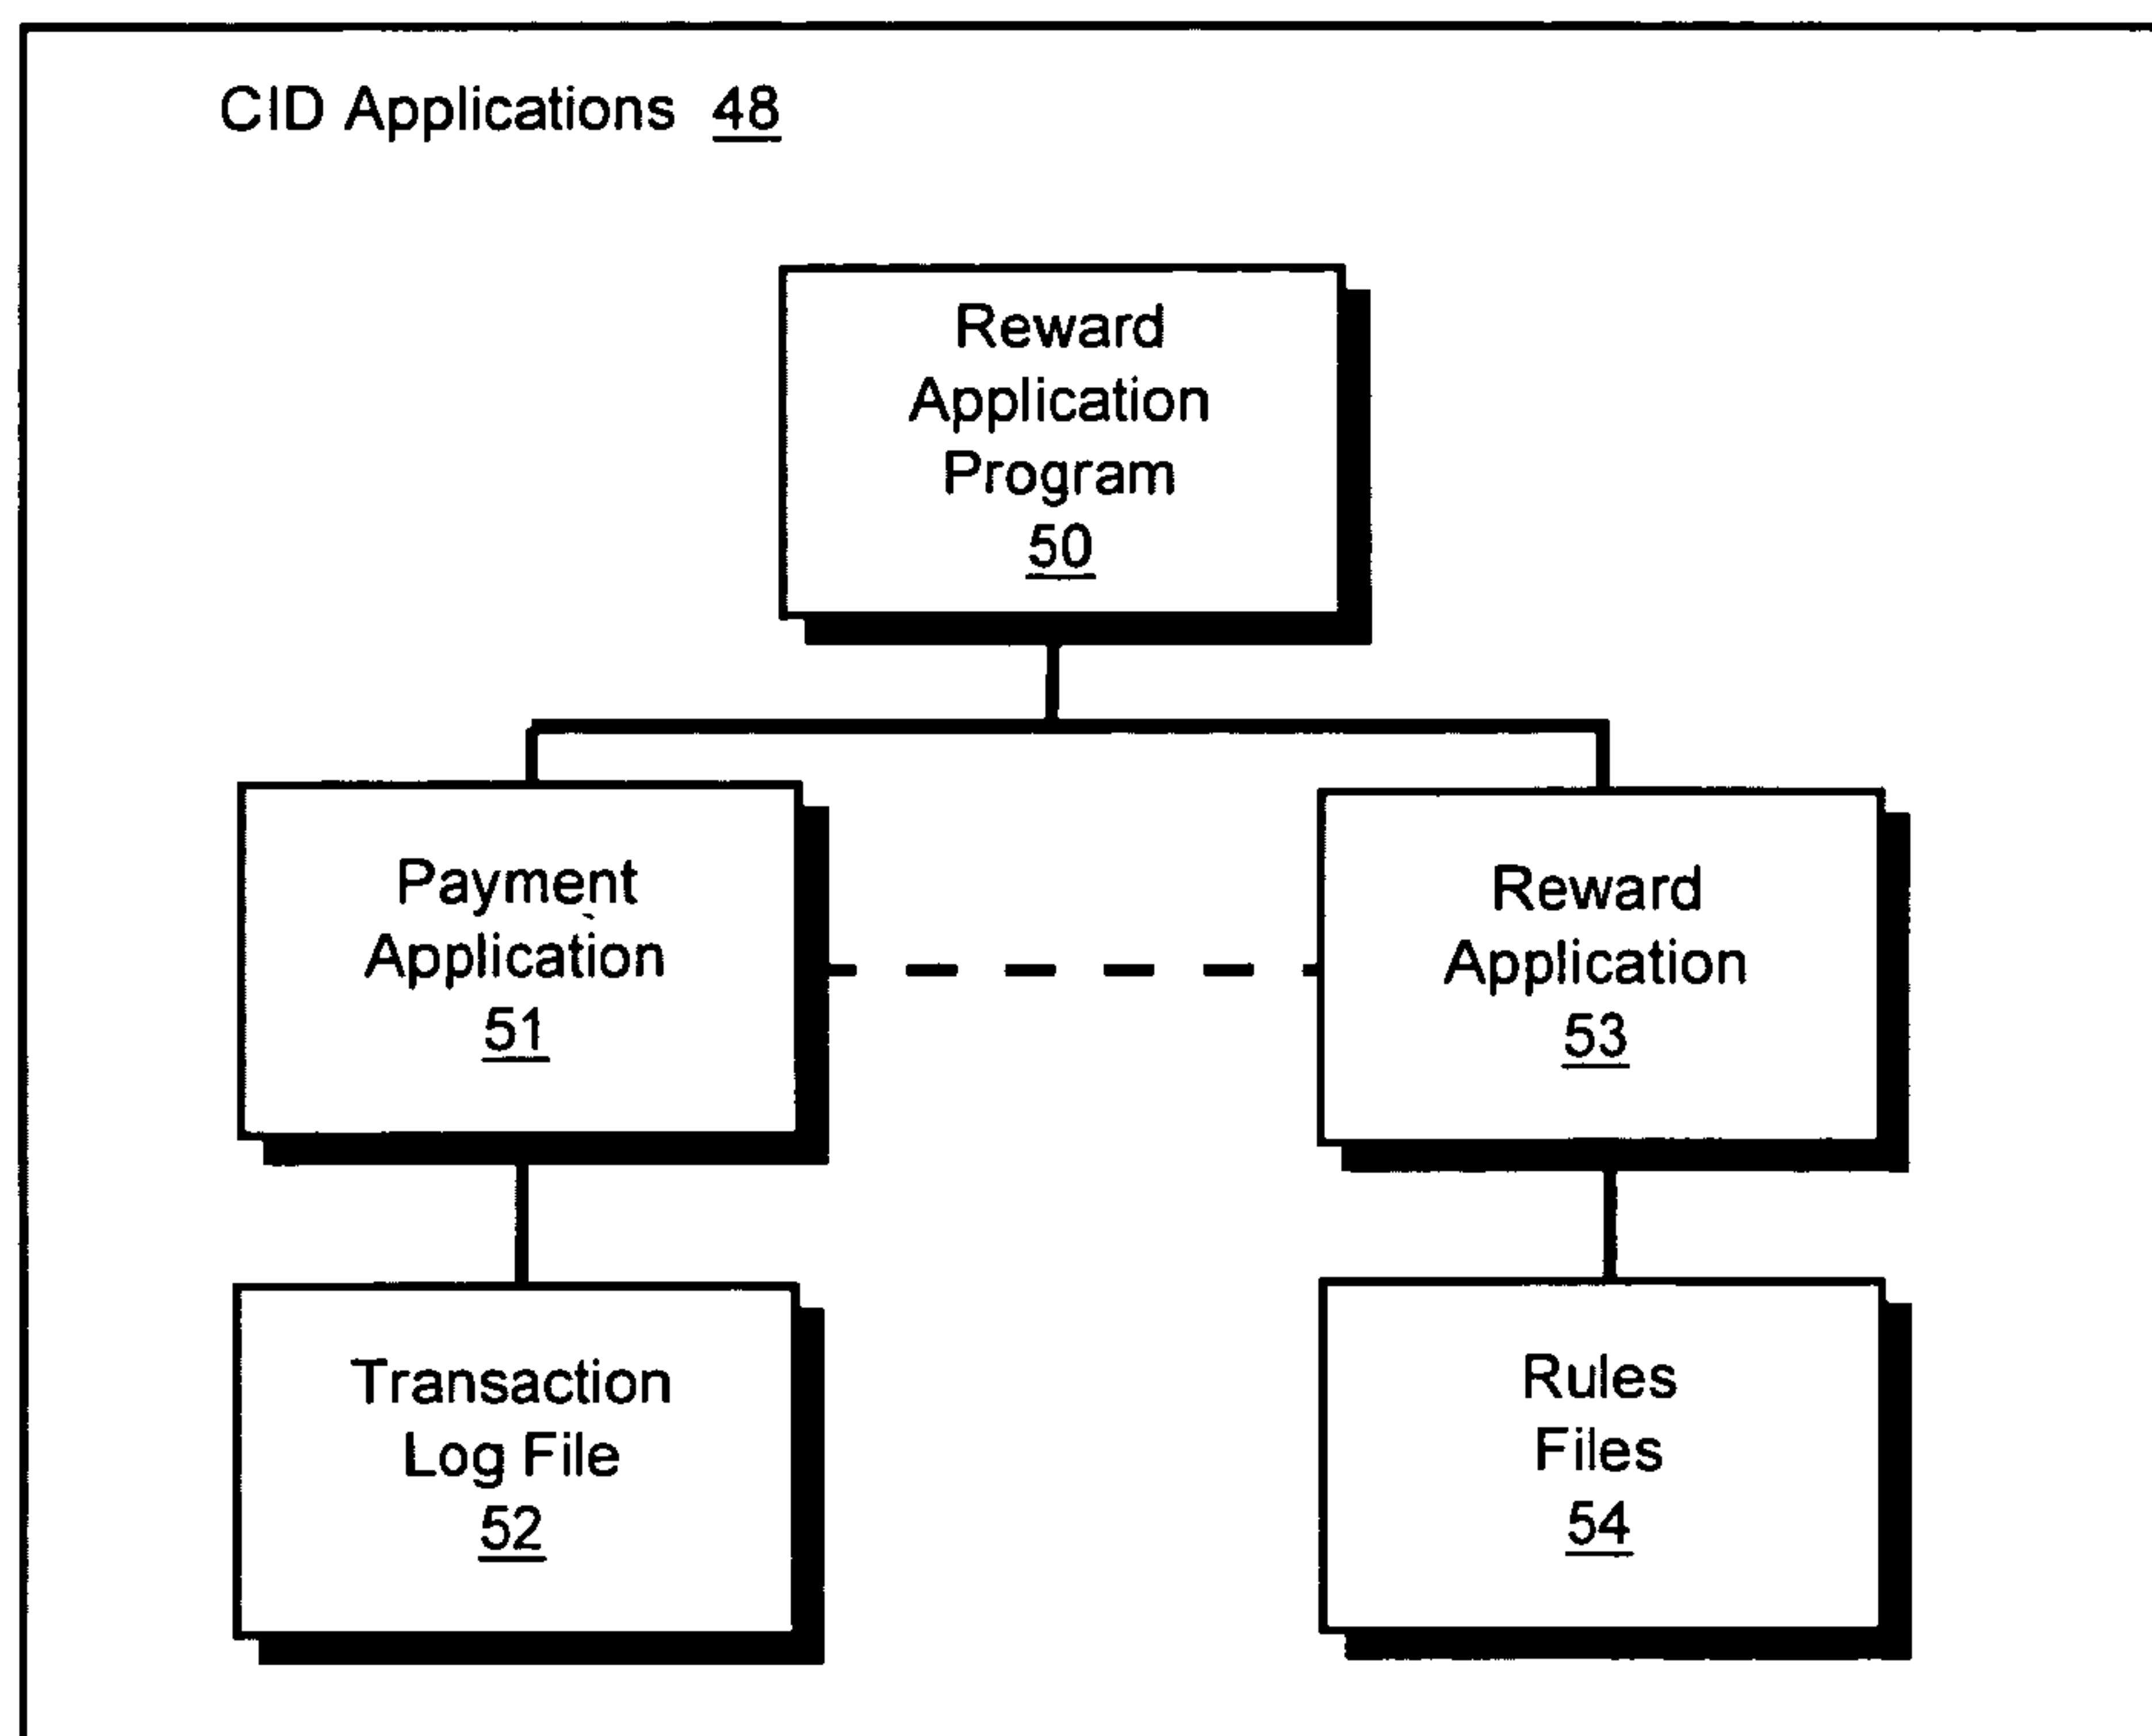 CID Applications 48
Reward
Application
Program
50
Payment
Application
51
Reward
Application
53
Transaction
Log File
52
Rules
Files
54